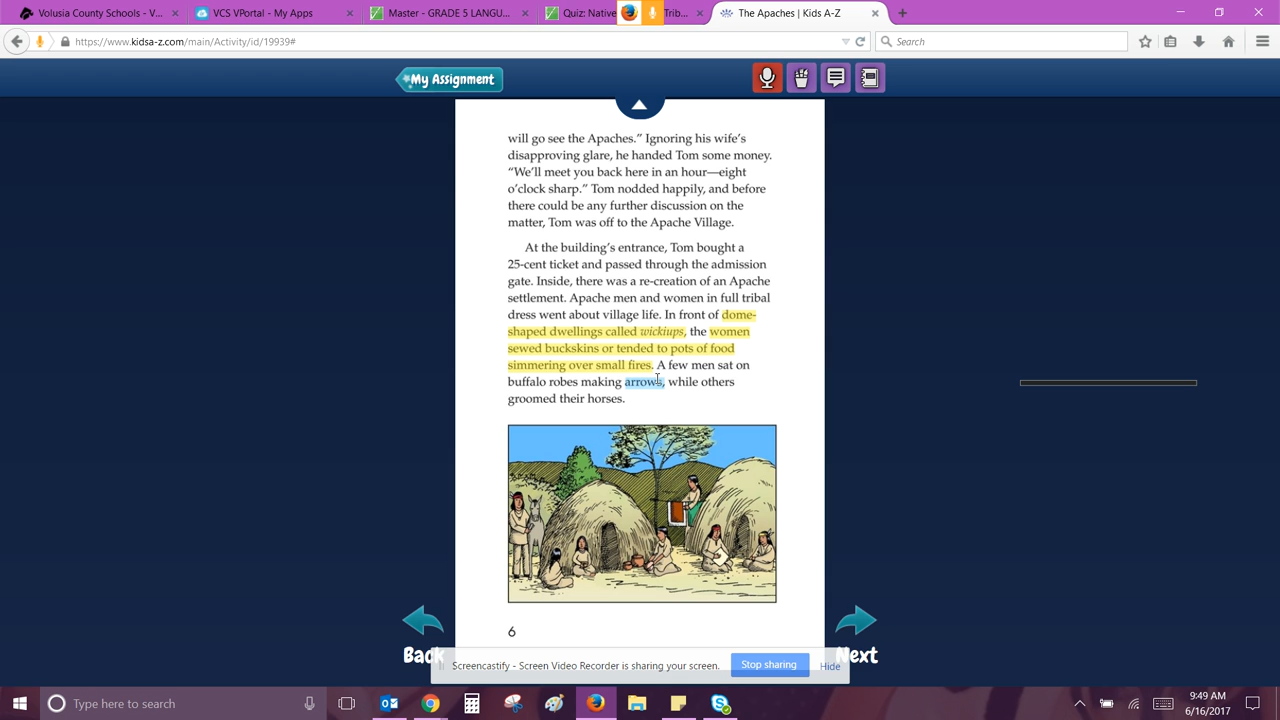 Volusia County Schools - V...
VCS VPortal - My Apps
Master - GRADE 5 LANGU...
Quiz: Native
Trib...
The Apaches | Kids A-Z
https://www.kidsa-z.com/main/Activity/id/19939#
Search
My Assignment
will go see the Apaches.” Ignoring his wife’s
disapproving glare, he handed Tom some money.
“We’ll meet you back here in an hour—eight
o’clock sharp.” Tom nodded happily, and before
there could be any further discussion on the
matter, Tom was off to the Apache Village.
At the building’s entrance, Tom bought a
25-cent ticket and passed through the admission
gate. Inside, there was a re-creation of an Apache
settlement. Apache men and women in full tribal
dress went about village life. In front of dome-
shaped dwellings called wickiups, the women
sewed buckskins or tended to pots of food
simmering over small fires. A few men sat on
buffalo robes making arrows, while others
groomed their horses.
6
Back
Next
Screencastify - Screen Video Recorder is sharing your screen.
Stop sharing
Hide
Type here to search
9:49 AM
6/16/2017